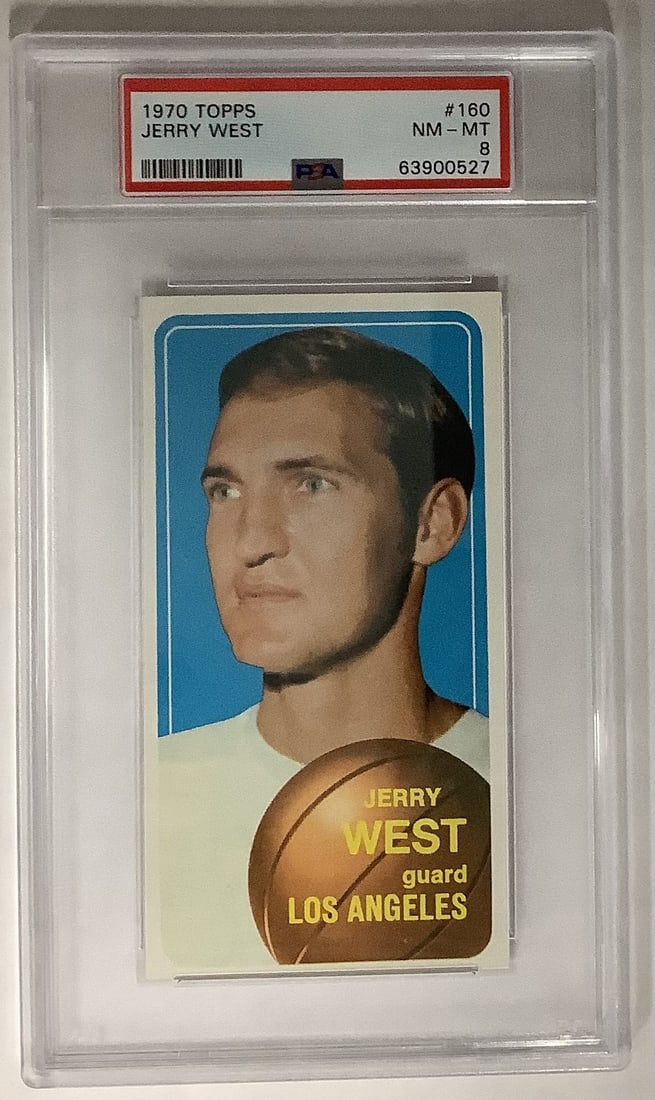 1970 TOPPS #160
JERRY WEST NM - MT
8
PSA 63900527
JERRY
WEST
guard
LOS ANGELES